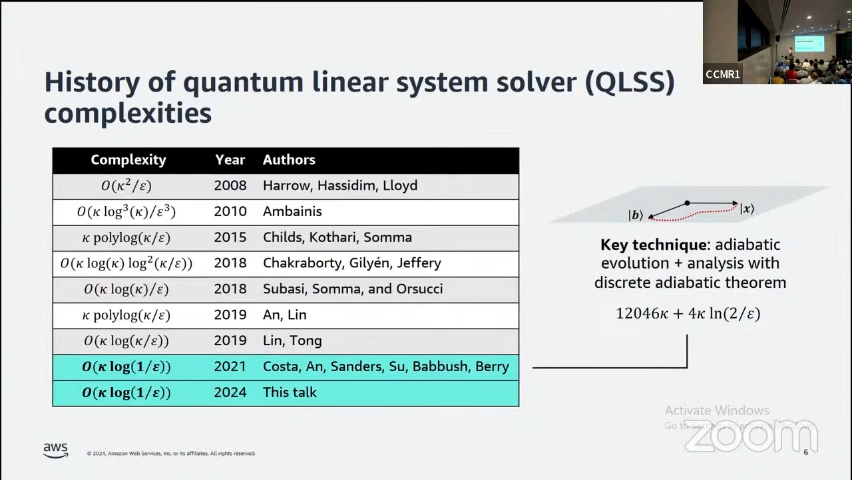 CCMR1
History of quantum linear system solver (QLSS)
complexities
Complexity Year Authors
O(κ²/ε) 2008 Harrow, Hassidim, Lloyd
O(κ log³(κ)/ε³) 2010 Ambainis
κ polylog(κ/ε) 2015 Childs, Kothari, Somma
O(κ log(κ) log²(κ/ε)) 2018 Chakraborty, Gilyén, Jeffery
O(κ log(κ)/ε) 2018 Subasi, Somma, and Orsucci
κ polylog(κ/ε) 2019 An, Lin
O(κ log(κ/ε)) 2019 Lin, Tong
O(κ log(1/ε)) 2021 Costa, An, Sanders, Su, Babbush, Berry
O(κ log(1/ε)) 2024 This talk
|b⟩ |x⟩
Key technique: adiabatic
evolution + analysis with
discrete adiabatic theorem
12046κ + 4κ ln(2/ε)
Activate Windows
Go to
zoom
aws
© 2024, Amazon Web Services, Inc. or its affiliates. All rights reserved.
6